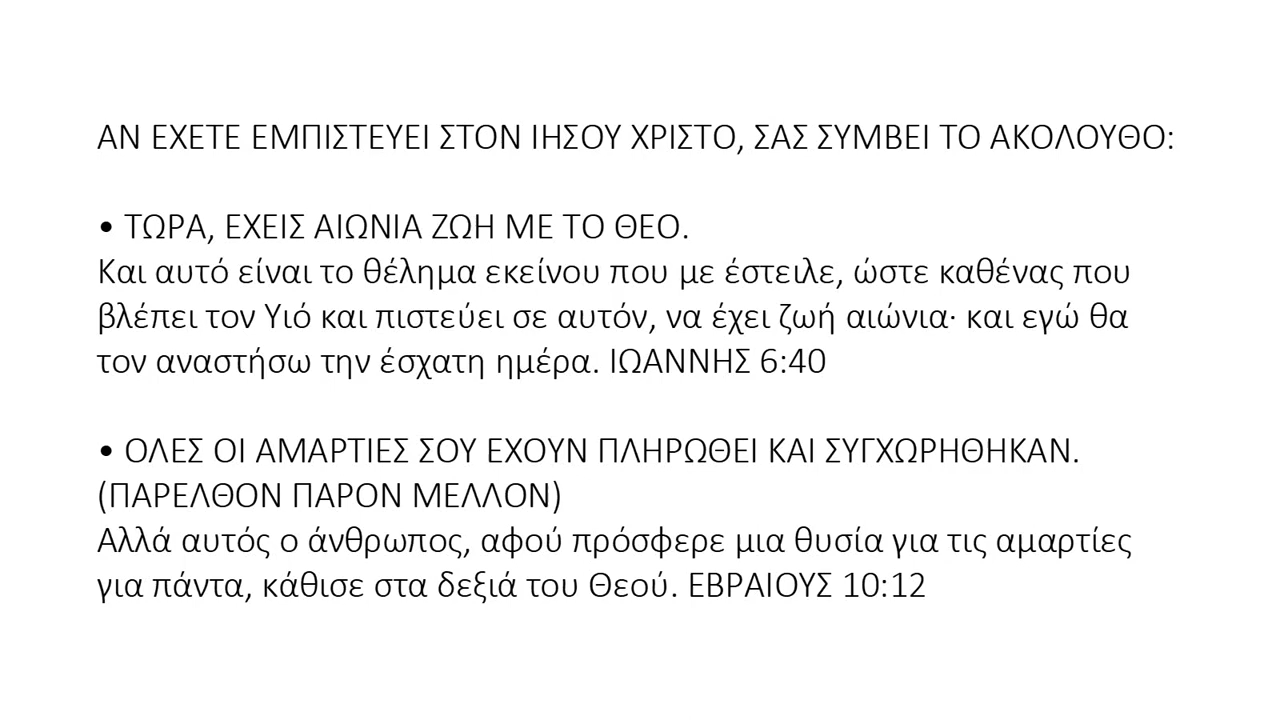 ΑΝ ΕΧΕΤΕ ΕΜΠΙΣΤΕΥΕΙ ΣΤΟΝ ΙΗΣΟΥ ΧΡΙΣΤΟ, ΣΑΣ ΣΥΜΒΕΙ ΤΟ ΑΚΟΛΟΥΘΟ:
• ΤΩΡΑ, ΕΧΕΙΣ ΑΙΩΝΙΑ ΖΩΗ ΜΕ ΤΟ ΘΕΟ.
Και αυτό είναι το θέλημα εκείνου που με έστειλε, ώστε καθένας που
βλέπει τον Υιό και πιστεύει σε αυτόν, να έχει ζωή αιώνια· και εγώ θα
τον αναστήσω την έσχατη ημέρα. ΙΩΑΝΝΗΣ 6:40
• ΟΛΕΣ ΟΙ ΑΜΑΡΤΙΕΣ ΣΟΥ ΕΧΟΥΝ ΠΛΗΡΩΘΕΙ ΚΑΙ ΣΥΓΧΩΡΗΘΗΚΑΝ.
(ΠΑΡΕΛΘΟΝ ΠΑΡΟΝ ΜΕΛΛΟΝ)
Αλλά αυτός ο άνθρωπος, αφού πρόσφερε μια θυσία για τις αμαρτίες
για πάντα, κάθισε στα δεξιά του Θεού. ΕΒΡΑΙΟΥΣ 10:12